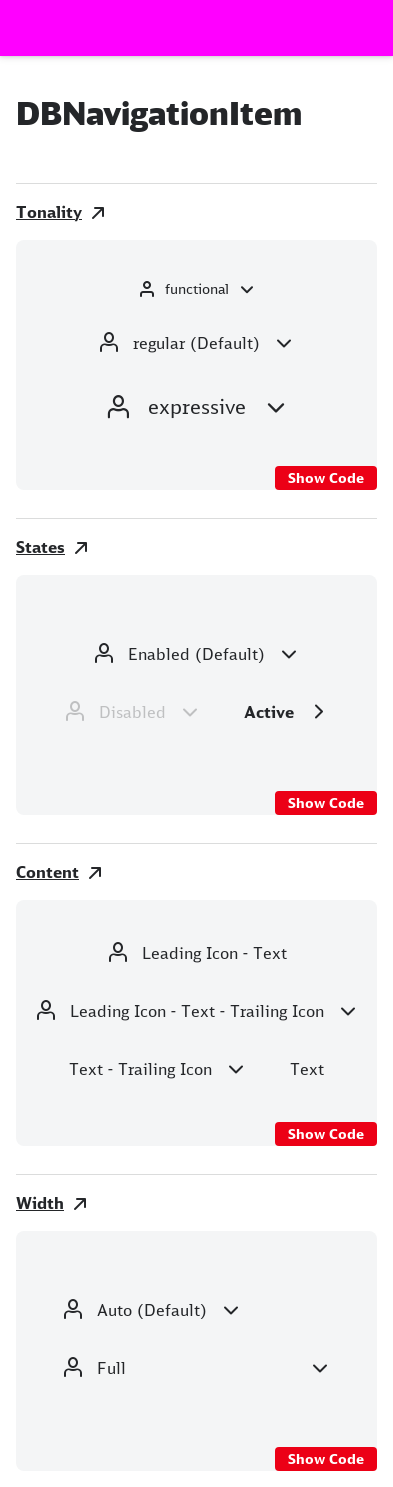 DBNavigationItem
Tonality
functional
regular (Default)
expressive
Show Code
States
Enabled (Default)
Disabled Active
Show Code
Content
Leading Icon - Text
Leading Icon - Text - Trailing Icon
Text - Trailing Icon Text
Show Code
Width
Auto (Default)
Full
Show Code